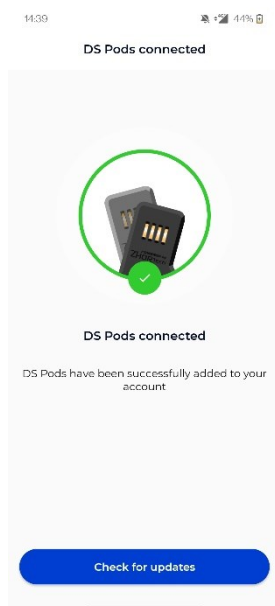 14:39
44%
DS Pods connected
DS Pods connected
DS Pods have been successfully added to your
account
Check for updates